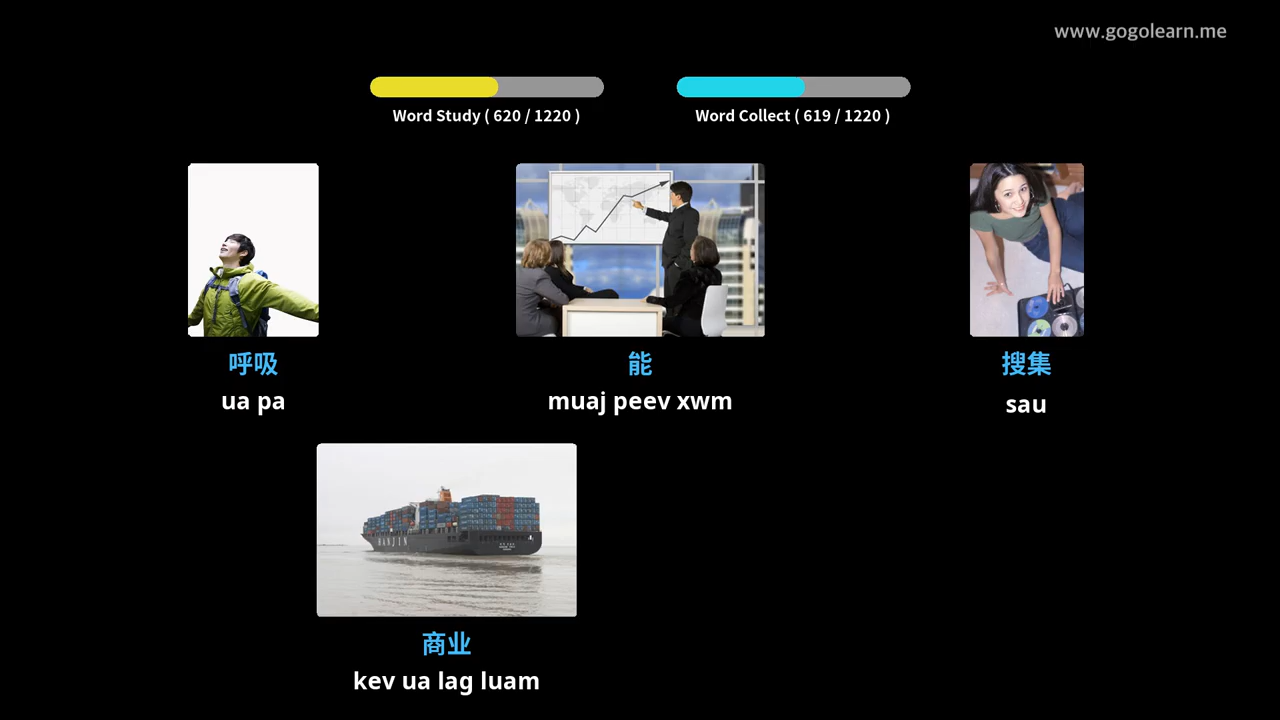 www.gogolearn.me
Word Study ( 620 / 1220 )
Word Collect ( 619 / 1220 )
呼吸
ua pa
能
muaj peev xwm
搜集
sau
HANJIN
商业
kev ua lag luam